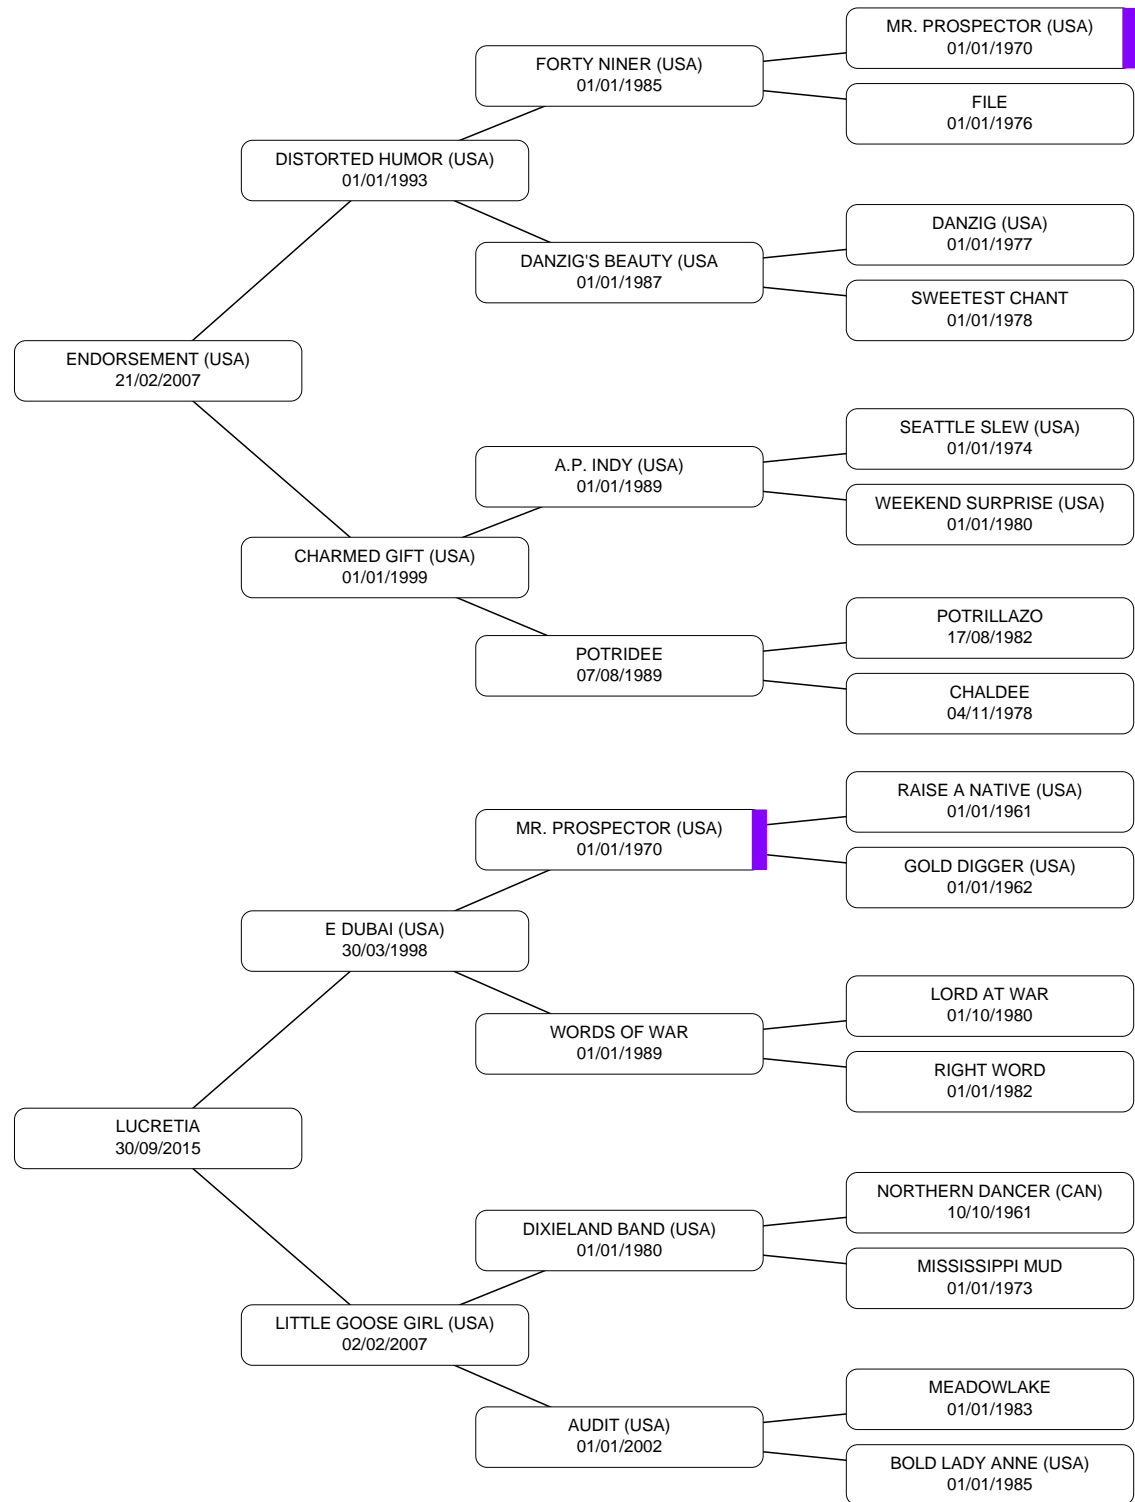 MR. PROSPECTOR (USA)
01/01/1970
FORTY NINER (USA)
01/01/1985
FILE
01/01/1976
DISTORTED HUMOR (USA)
01/01/1993
DANZIG (USA)
01/01/1977
DANZIG'S BEAUTY (USA
01/01/1987
SWEETEST CHANT
01/01/1978
ENDORSEMENT (USA)
21/02/2007
SEATTLE SLEW (USA)
01/01/1974
A.P. INDY (USA)
01/01/1989
WEEKEND SURPRISE (USA)
01/01/1980
CHARMED GIFT (USA)
01/01/1999
POTRILLAZO
17/08/1982
POTRIDEE
07/08/1989
CHALDEE
04/11/1978
RAISE A NATIVE (USA)
01/01/1961
MR. PROSPECTOR (USA)
01/01/1970
GOLD DIGGER (USA)
01/01/1962
E DUBAI (USA)
30/03/1998
LORD AT WAR
01/10/1980
WORDS OF WAR
01/01/1989
RIGHT WORD
01/01/1982
LUCRETIA
30/09/2015
NORTHERN DANCER (CAN)
10/10/1961
DIXIELAND BAND (USA)
01/01/1980
MISSISSIPPI MUD
01/01/1973
LITTLE GOOSE GIRL (USA)
02/02/2007
MEADOWLAKE
01/01/1983
AUDIT (USA)
01/01/2002
BOLD LADY ANNE (USA)
01/01/1985